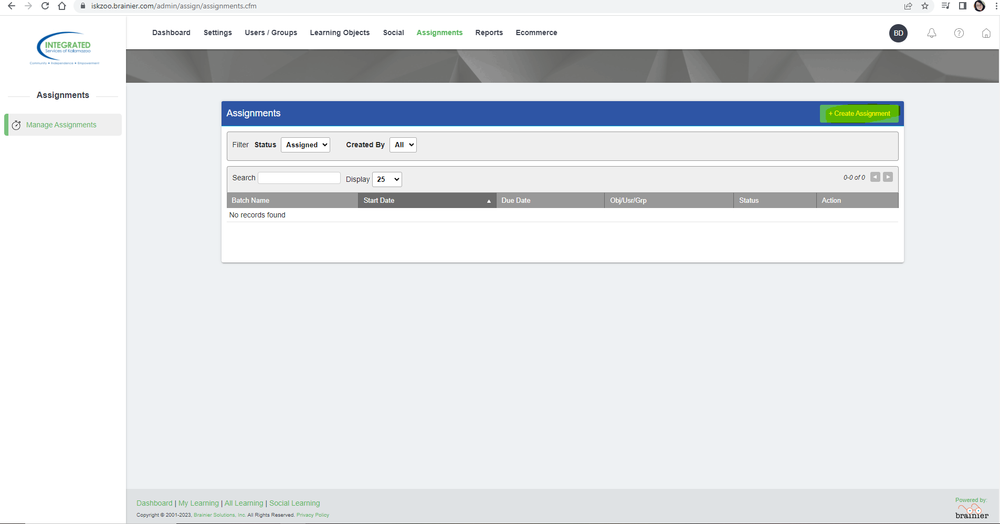 iskzoo.brainier.com/admin/assign/assignments.cfm
INTEGRATED
Services of Kalamazoo
Community • Independence • Empowerment
Dashboard Settings Users / Groups Learning Objects Social Assignments Reports Ecommerce
BD
?
Assignments
Manage Assignments
Assignments
+ Create Assignment
Filter Status Assigned Created By All
Search Display 25
0-0 of 0
Batch Name Start Date Due Date Obj/Usr/Grp Status Action
No records found
Dashboard | My Learning | All Learning | Social Learning
Copyright © 2001-2023, Brainier Solutions, Inc. All Rights Reserved. Privacy Policy
Powered by:
brainier